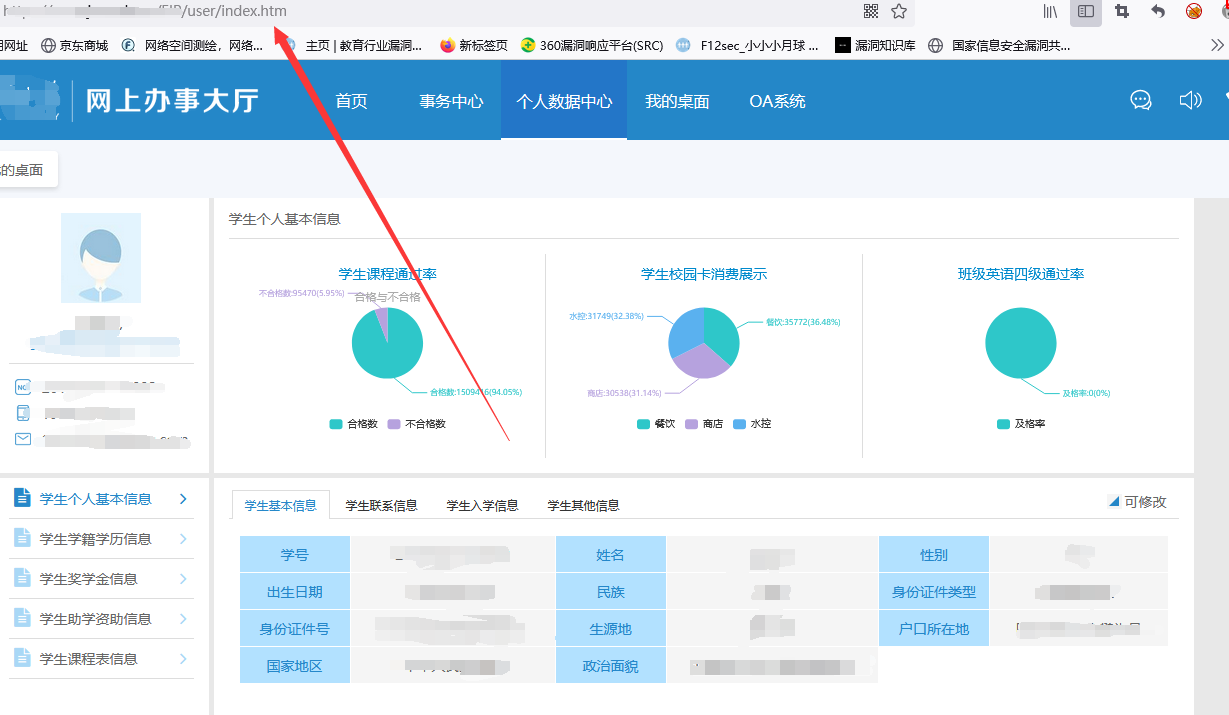 /user/index.htm
网址 京东商城 网络空间测绘，网络... 主页 | 教育行业漏洞... 新标签页 360漏洞响应平台(SRC) F12sec_小小小月球 ... 漏洞知识库 国家信息安全漏洞共...
网上办事大厅 首页 事务中心 个人数据中心 我的桌面 OA系统
的桌面
学生个人基本信息
学生课程通过率 学生校园卡消费展示 班级英语四级通过率
合格与不合格
不合格数:95470(5.95%)
合格数:1509416(94.05%)
合格数 不合格数
水控:31749(32.38%)
餐饮:35772(36.48%)
商店:30538(31.14%)
餐饮 商店 水控
及格率:0(0%)
及格率
NO
学生个人基本信息
学生学籍学历信息
学生奖学金信息
学生助学资助信息
学生课程表信息
学生基本信息 学生联系信息 学生入学信息 学生其他信息 可修改
学号 姓名 性别
出生日期 民族 身份证件类型
身份证件号 生源地 户口所在地
国家地区 政治面貌